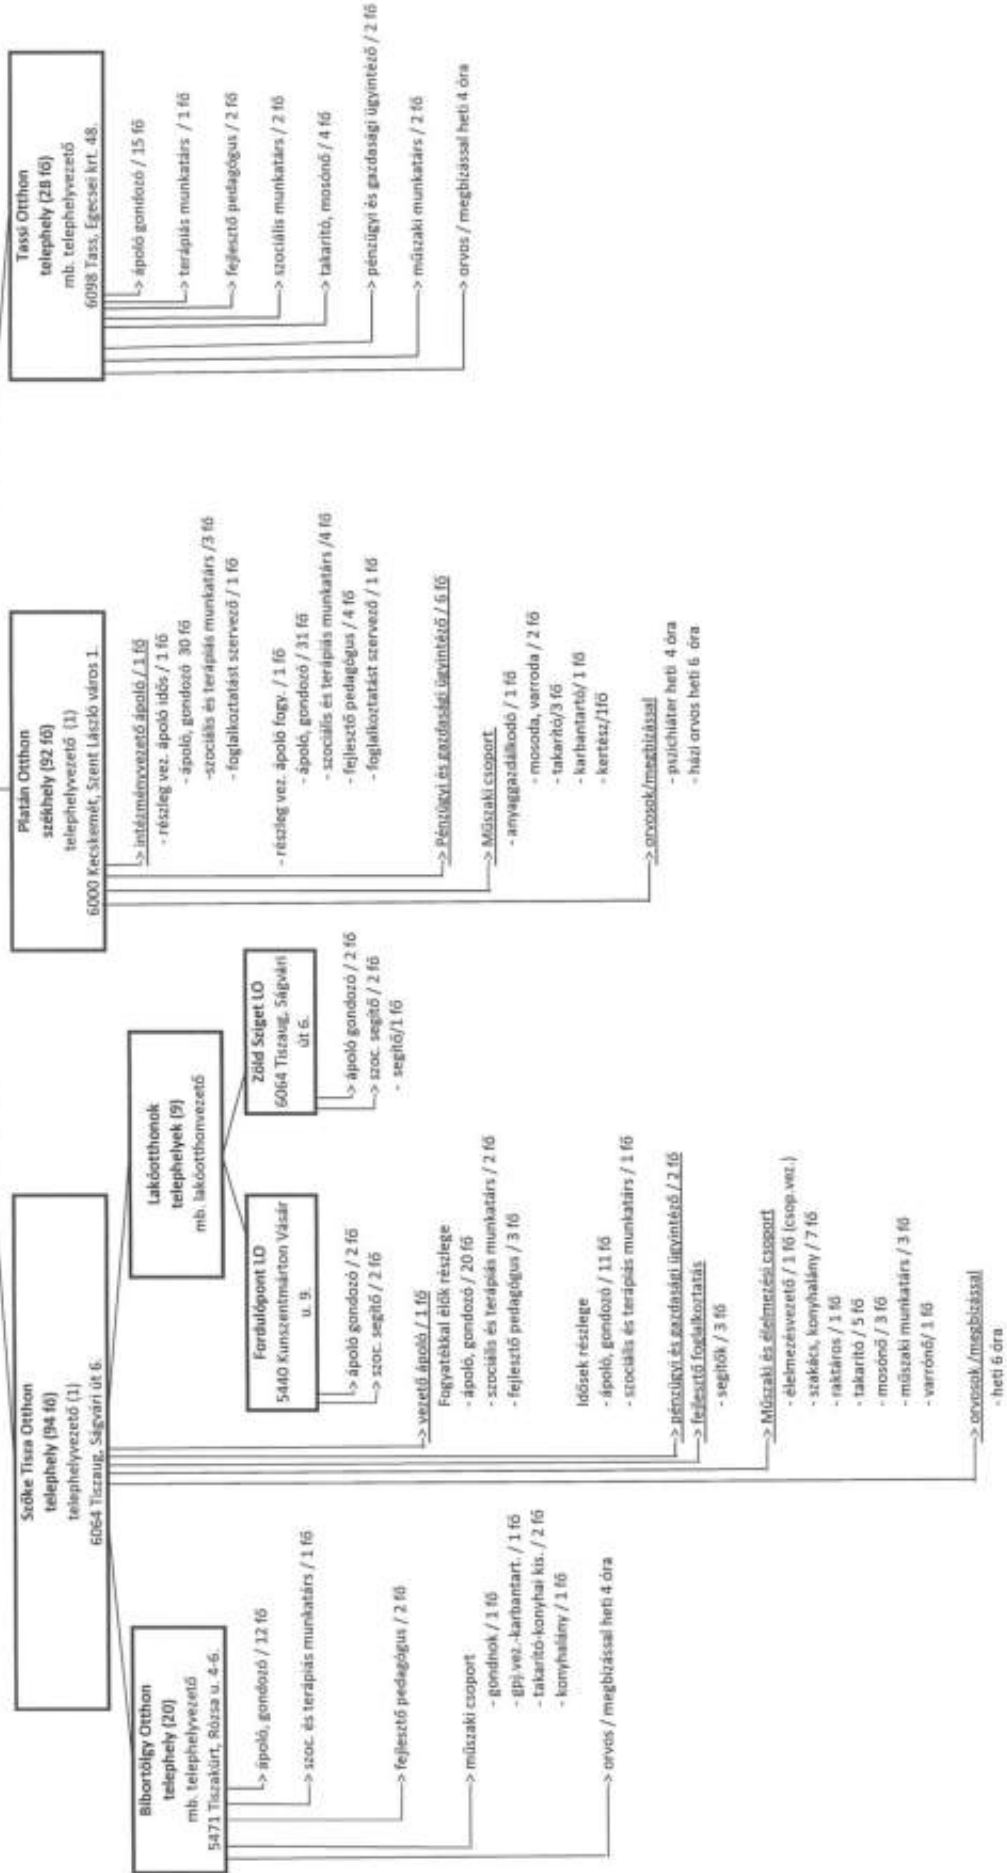 Szőke Tisza Otthon
telephely (94 fő)
telephelyvezető (1)
6064 Tiszaug, Ságvári út 6.
Bíbortölgy Otthon
telephely (20)
mb. telephelyvezető
5471 Tiszakürt, Rózsa u. 4-6.
-> ápoló, gondozó / 12 fő
-> szoc. és terápiás munkatárs / 1 fő
-> fejlesztő pedagógus / 2 fő
-> műszaki csoport
- gondnok / 1 fő
- gpj.vez.-karbantart. / 1 fő
- takarító-konyhai kis. / 2 fő
- konyhalány / 1 fő
-> orvos / megbízással heti 4 óra
Lakóotthonok
telephelyek (9)
mb. lakóotthonvezető
Fordulópont LO
5440 Kunszentmárton Vásár
u. 9.
-> ápoló gondozó / 2 fő
-> szoc. segítő / 2 fő
Zöld Sziget LO
6064 Tiszaug, Ságvári
út 6.
-> ápoló gondozó / 2 fő
-> szoc. segítő / 2 fő
- segítő/1 fő
-> vezető ápoló / 1 fő
Fogyatókkal élők részlege
- ápoló, gondozó / 20 fő
- szociális és terápiás munkatárs / 2 fő
- fejlesztő pedagógus / 3 fő
Idősek részlege
- ápoló, gondozó / 11 fő
- szociális és terápiás munkatárs / 1 fő
-> pénzügyi és gazdasági ügyintéző / 2 fő
-> fejlesztő foglalkoztatás
- segítők / 3 fő
-> Műszaki és élelmezési csoport
- élelmezésvezető / 1 fő (csop.vez.)
- szakács, konyhalány / 7 fő
- raktáros / 1 fő
- takarító / 5 fő
- mosónő / 3 fő
- műszaki munkatárs / 3 fő
- varrónő/ 1 fő
-> orvosok /megbízással
- heti 6 óra
Platán Otthon
székhely (92 fő)
telephelyvezető (1)
6000 Kecskemét, Szent László város 1.
-> intézményvezető ápoló / 1 fő
- részleg vez. ápoló idős / 1 fő
- ápoló, gondozó 30 fő
-szociális és terápiás munkatárs /3 fő
- foglalkoztatást szervező / 1 fő
- részleg vez. ápoló fogy. / 1 fő
- ápoló, gondozó / 31 fő
- szociális és terápiás munkatárs /4 fő
- fejlesztő pedagógus / 4 fő
- foglalkoztatást szervező / 1 fő
-> Pénzügyi és gazdasági ügyintéző / 6 fő
-> Műszaki csoport
- anyaggazdálkodó / 1 fő
- mosoda, varroda / 2 fő
- takarító/3 fő
- karbantartó/ 1 fő
- kertész/1fő
-> orvosok/megbízással
- pszichiáter heti 4 óra
- házi orvos heti 6 óra
Tassi Otthon
telephely (28 fő)
mb. telephelyvezető
6098 Tass, Egecsei krt. 48.
-> ápoló gondozó / 15 fő
-> terápiás munkatárs / 1 fő
-> fejlesztő pedagógus / 2 fő
-> szociális munkatárs / 2 fő
-> takarító, mosónő / 4 fő
-> pénzügyi és gazdasági ügyintéző / 2 fő
-> műszaki munkatárs / 2 fő
-> orvos / megbízással heti 4 óra